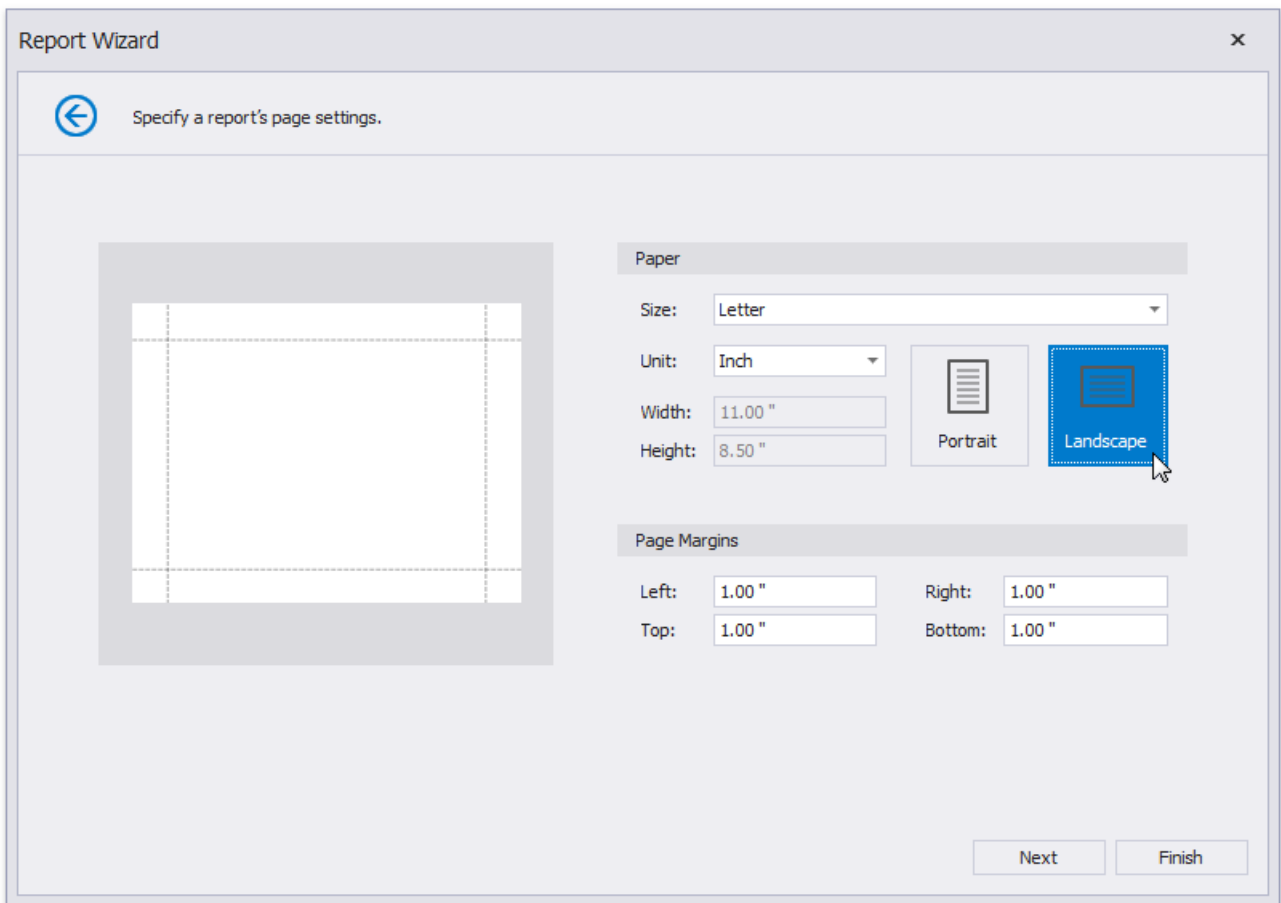 Report Wizard
Specify a report's page settings.
Paper
Size: Letter
Unit: Inch
Width: 11.00 "
Height: 8.50 "
Portrait
Landscape
Page Margins
Left: 1.00 " Right: 1.00 "
Top: 1.00 " Bottom: 1.00 "
Next Finish